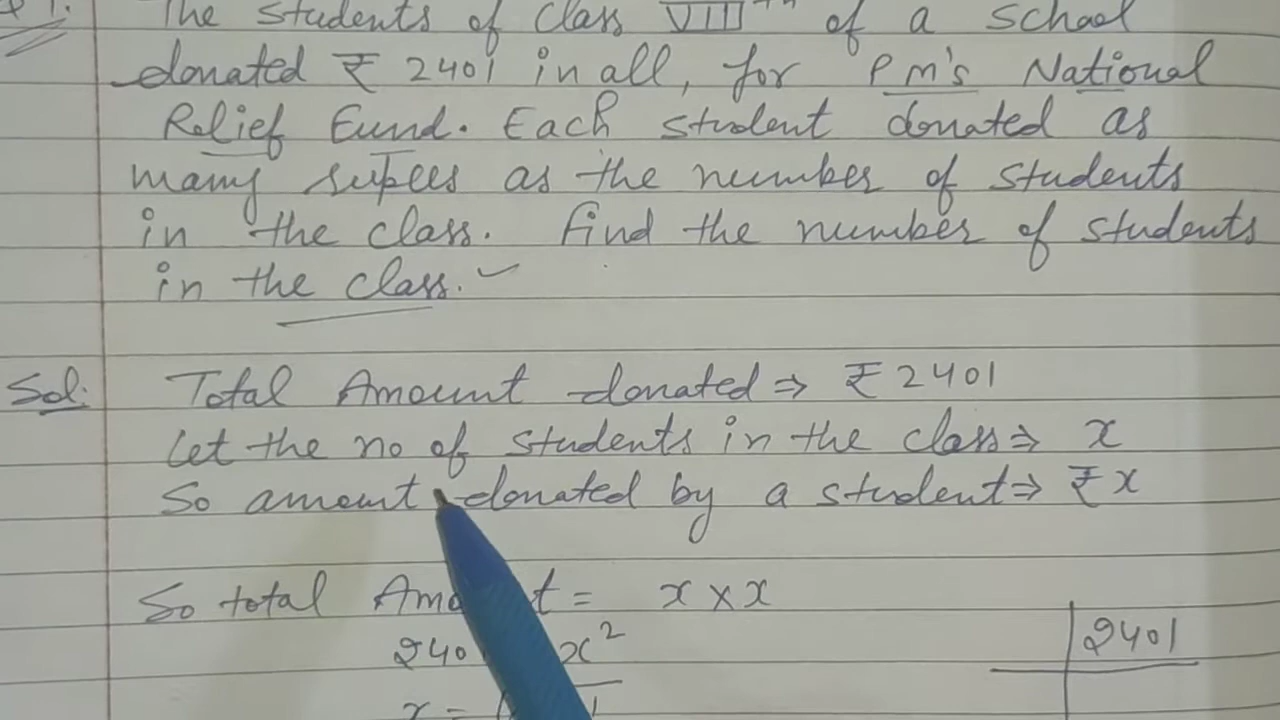 The students of class VIIIth of a school
donated ₹ 2401 in all, for PM's National
Relief Fund. Each student donated as
many rupees as the number of students
in the class. Find the number of students
in the class.
Sol: Total Amount donated ⇒ ₹ 2401
Let the no of students in the class ⇒ x
So amount donated by a student ⇒ ₹ x
So total = x × x
x²
2401
x =